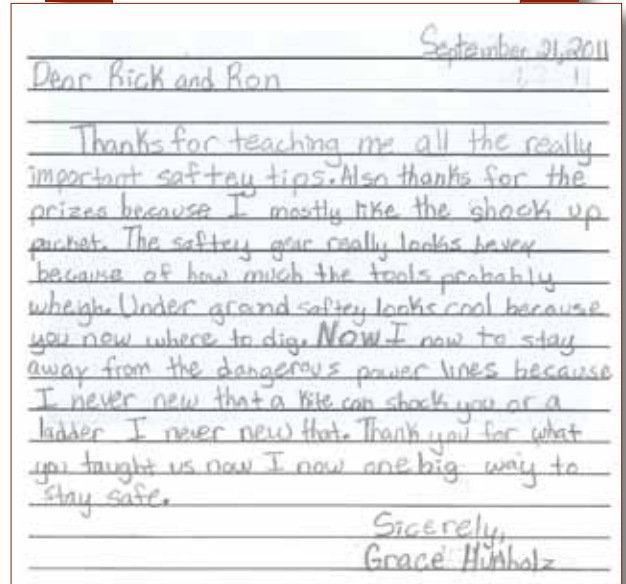 September 21, 2011
Dear Rick and Ron
Thanks for teaching me all the really
important saftey tips. Also thanks for the
prizes because I mostly like the shock up
packet. The saftey gear really looks hevey
because of how much the tools probably
wheigh. Under grand saftey looks cool because
you now where to dig. Now I now to stay
away from the dangerous power lines because
I never new that a kite can shock you or a
ladder I never new that. Thank you for what
you taught us now I now one big way to
stay safe.
Sicerely,
Grace